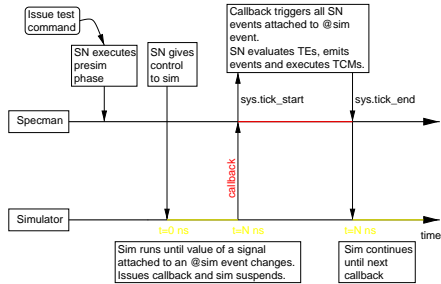 Issue test
command
SN executes
presim
phase
SN gives
control
to sim
Callback triggers all SN
events attached to @sim
event.
SN evaluates TEs, emits
events and executes TCMs.
sys.tick_start
sys.tick_end
Specman
callback
Simulator
t=0 ns
t=N ns
t=N ns
time
Sim runs until value of a signal
attached to an @sim event changes.
Issues callback and sim suspends.
Sim continues
until next
callback